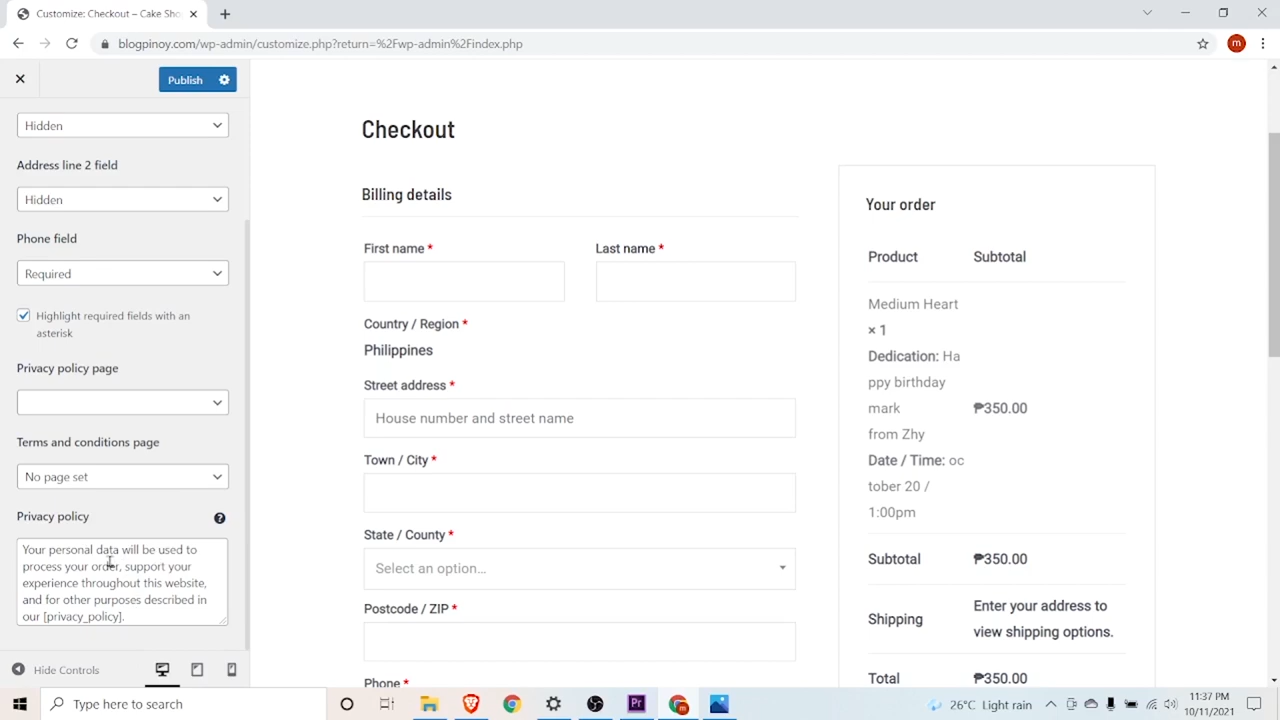 Customize: Checkout – Cake Sho
blogpinoy.com/wp-admin/customize.php?return=%2Fwp-admin%2Findex.php
m
Publish
Hidden
Address line 2 field
Hidden
Phone field
Required
Highlight required fields with an
asterisk
Privacy policy page
Terms and conditions page
No page set
Privacy policy
?
Your personal data will be used to
process your order, support your
experience throughout this website,
and for other purposes described in
our [privacy_policy].
Hide Controls
Checkout
Billing details
First name *
Last name *
Country / Region *
Philippines
Street address *
House number and street name
Town / City *
State / County *
Select an option...
Postcode / ZIP *
Phone *
Your order
Product
Subtotal
Medium Heart
× 1
Dedication: Ha
ppy birthday
mark
from Zhy
Date / Time: oc
tober 20 /
1:00pm
₱350.00
Subtotal
₱350.00
Shipping
Enter your address to
view shipping options.
Total
₱350.00
Type here to search
Pr
m
26°C Light rain
11:37 PM
10/11/2021